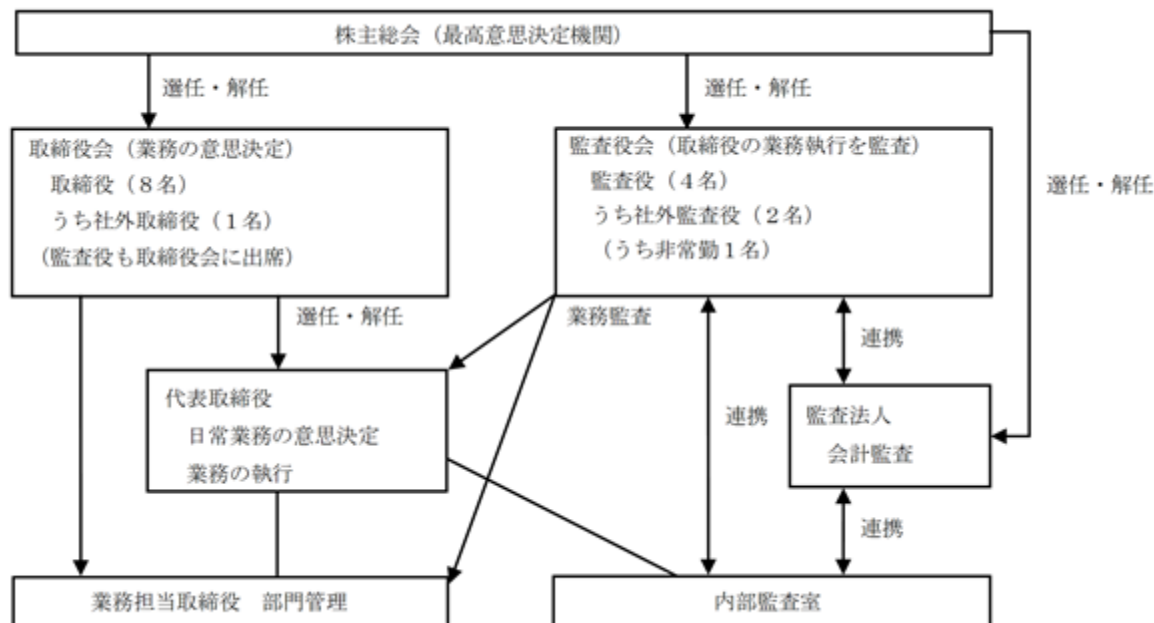 株主総会（最高意思決定機関）
選任・解任
選任・解任
取締役会（業務の意思決定）
取締役（８名）
うち社外取締役（１名）
（監査役も取締役会に出席）
監査役会（取締役の業務執行を監査）
監査役（４名）
うち社外監査役（２名）
（うち非常勤１名）
選任・解任
選任・解任
業務監査
連携
代表取締役
日常業務の意思決定
業務の執行
連携
監査法人
会計監査
連携
業務担当取締役　部門管理
内部監査室